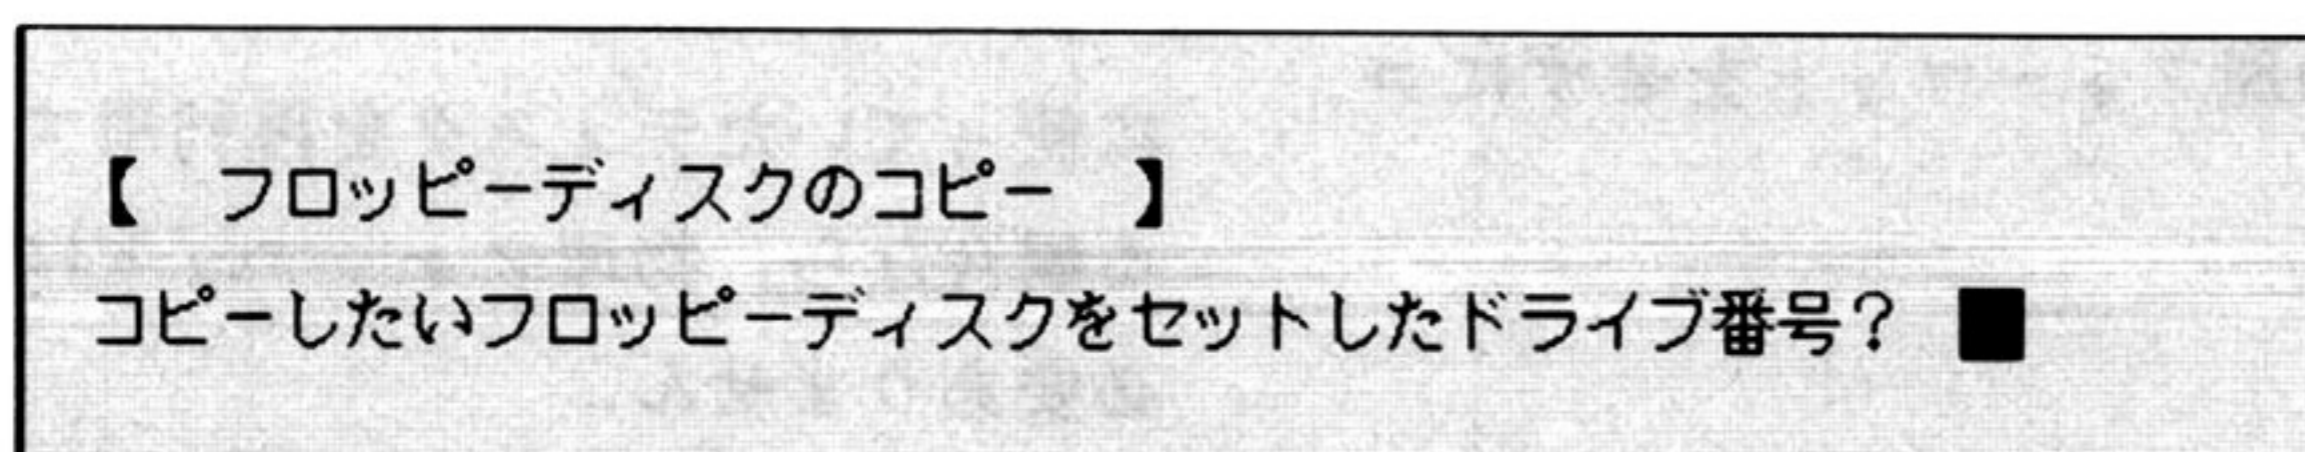 【　フロッピーディスクのコピー　】
コピーしたいフロッピーディスクをセットしたドライブ番号？ ■